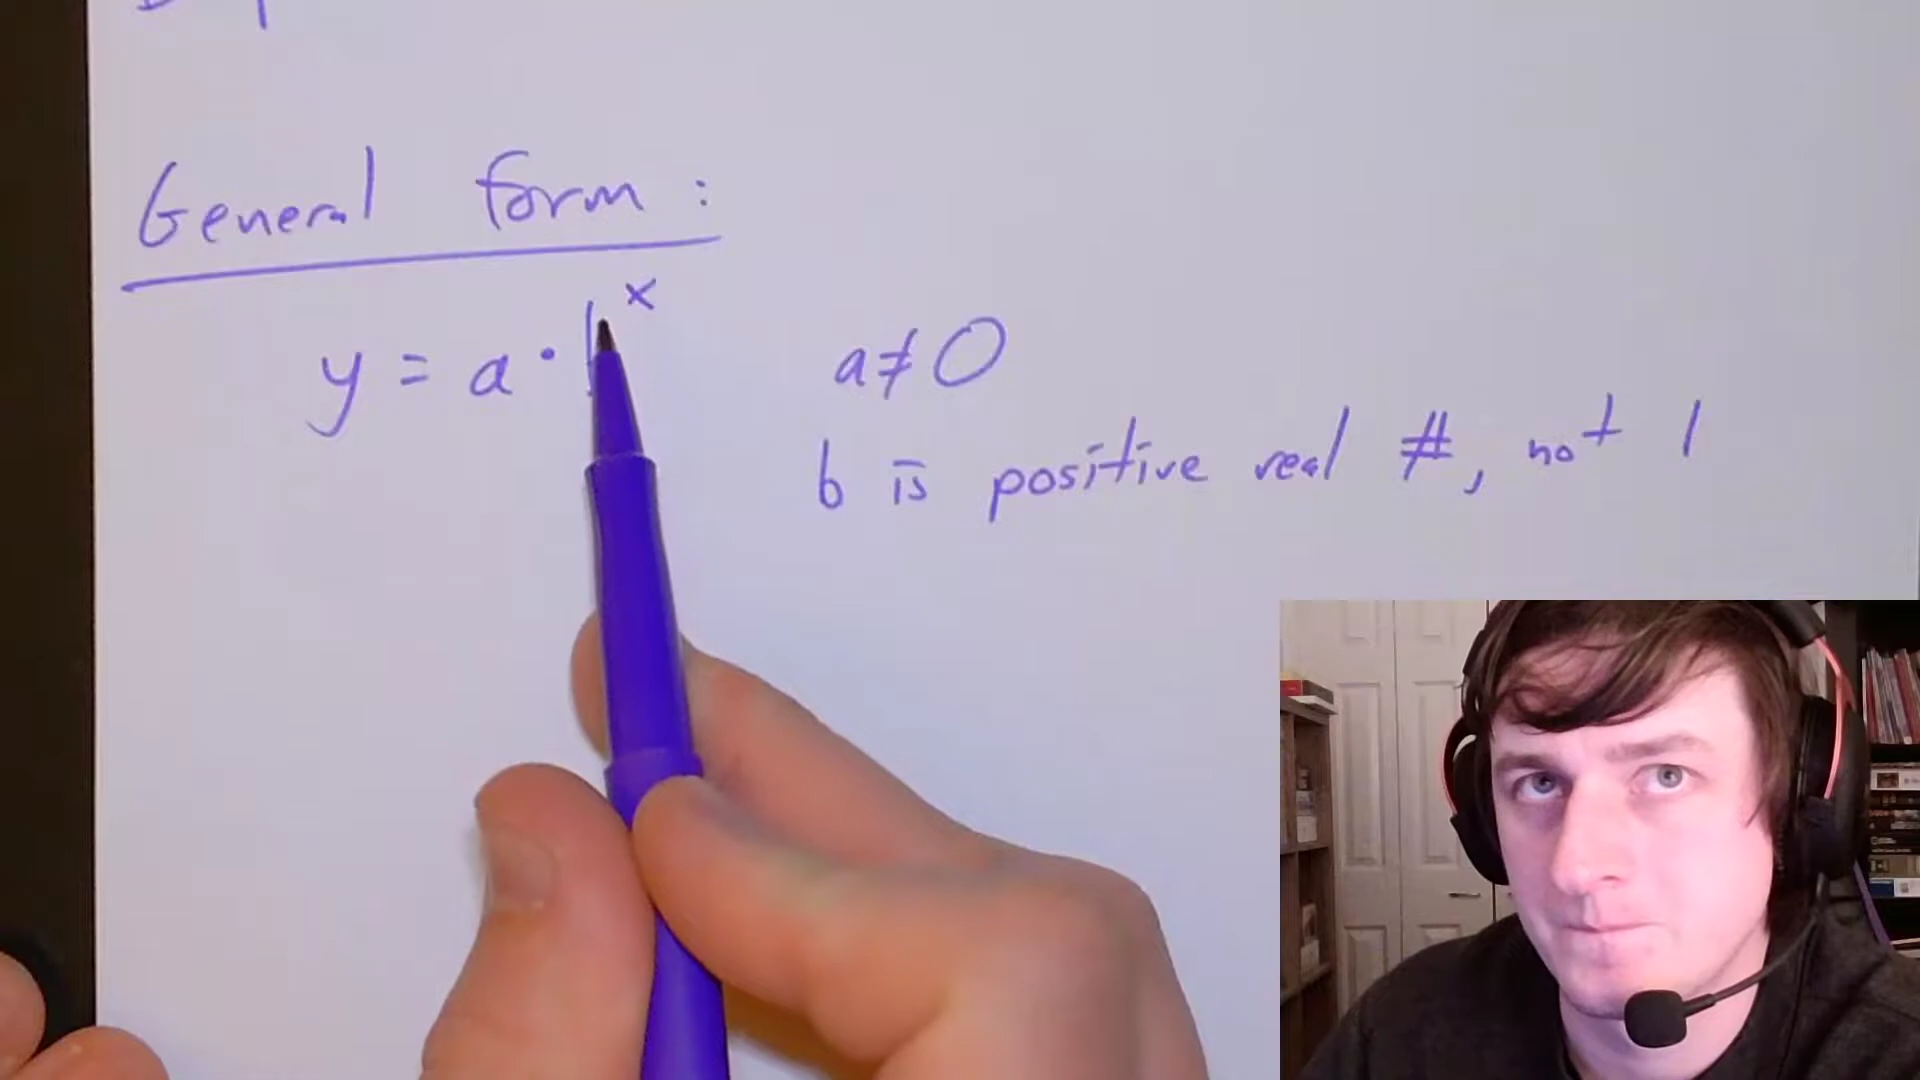 General form:
y = a · b^x
a ≠ 0
b is positive real #, not 1